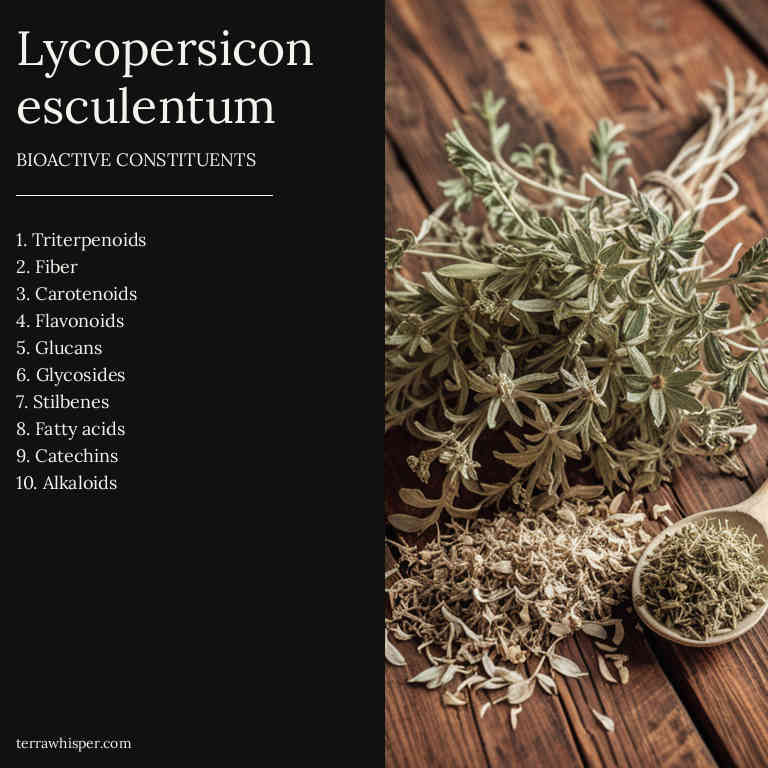 Lycopersicon
esculentum
BIOACTIVE CONSTITUENTS
1. Triterpenoids
2. Fiber
3. Carotenoids
4. Flavonoids
5. Glucans
6. Glycosides
7. Stilbenes
8. Fatty acids
9. Catechins
10. Alkaloids
terrawhisper.com